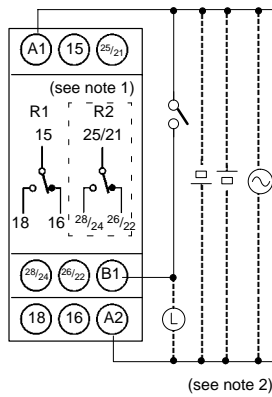 A1 15 25/21
(see note 1)
R1 R2
15 25/21
18 16 28/24 26/22
28/24 26/22 B1
L
18 16 A2
(see note 2)